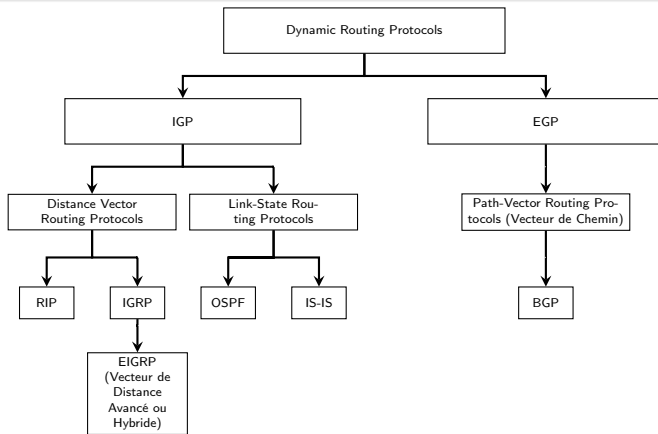 Dynamic Routing Protocols
IGP
EGP
Distance Vector
Routing Protocols
Link-State Rou-
ting Protocols
Path-Vector Routing Pro-
tocols (Vecteur de Chemin)
RIP
IGRP
OSPF
IS-IS
BGP
EIGRP
(Vecteur de
Distance
Avancé ou
Hybride)